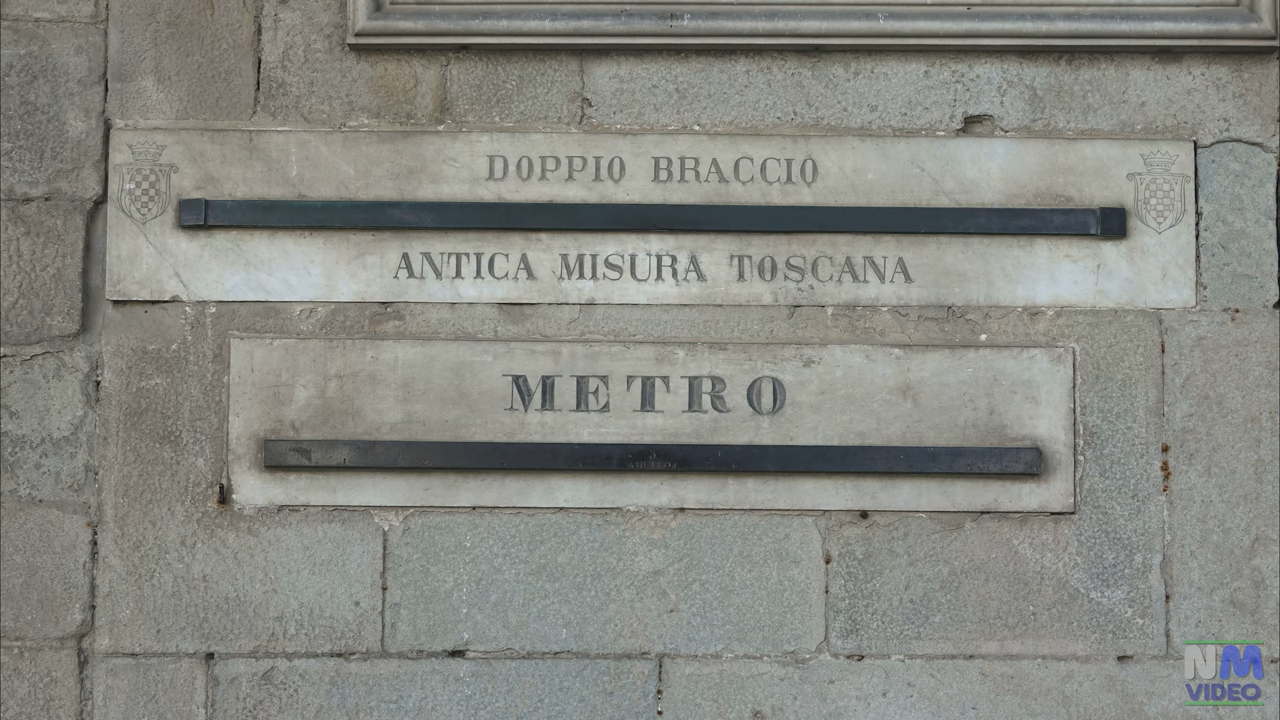 DOPPIO BRACCIO
ANTICA MISURA TOSCANA
METRO
NM
VIDEO